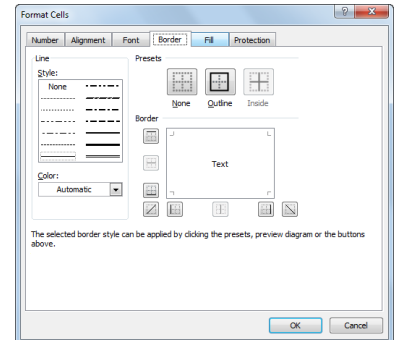 Format Cells
Number Alignment Font Border Fill Protection
Line
Style:
None
Color:
Automatic
Presets
None Outline Inside
Border
Text
The selected border style can be applied by clicking the presets, preview diagram or the buttons
above.
OK Cancel